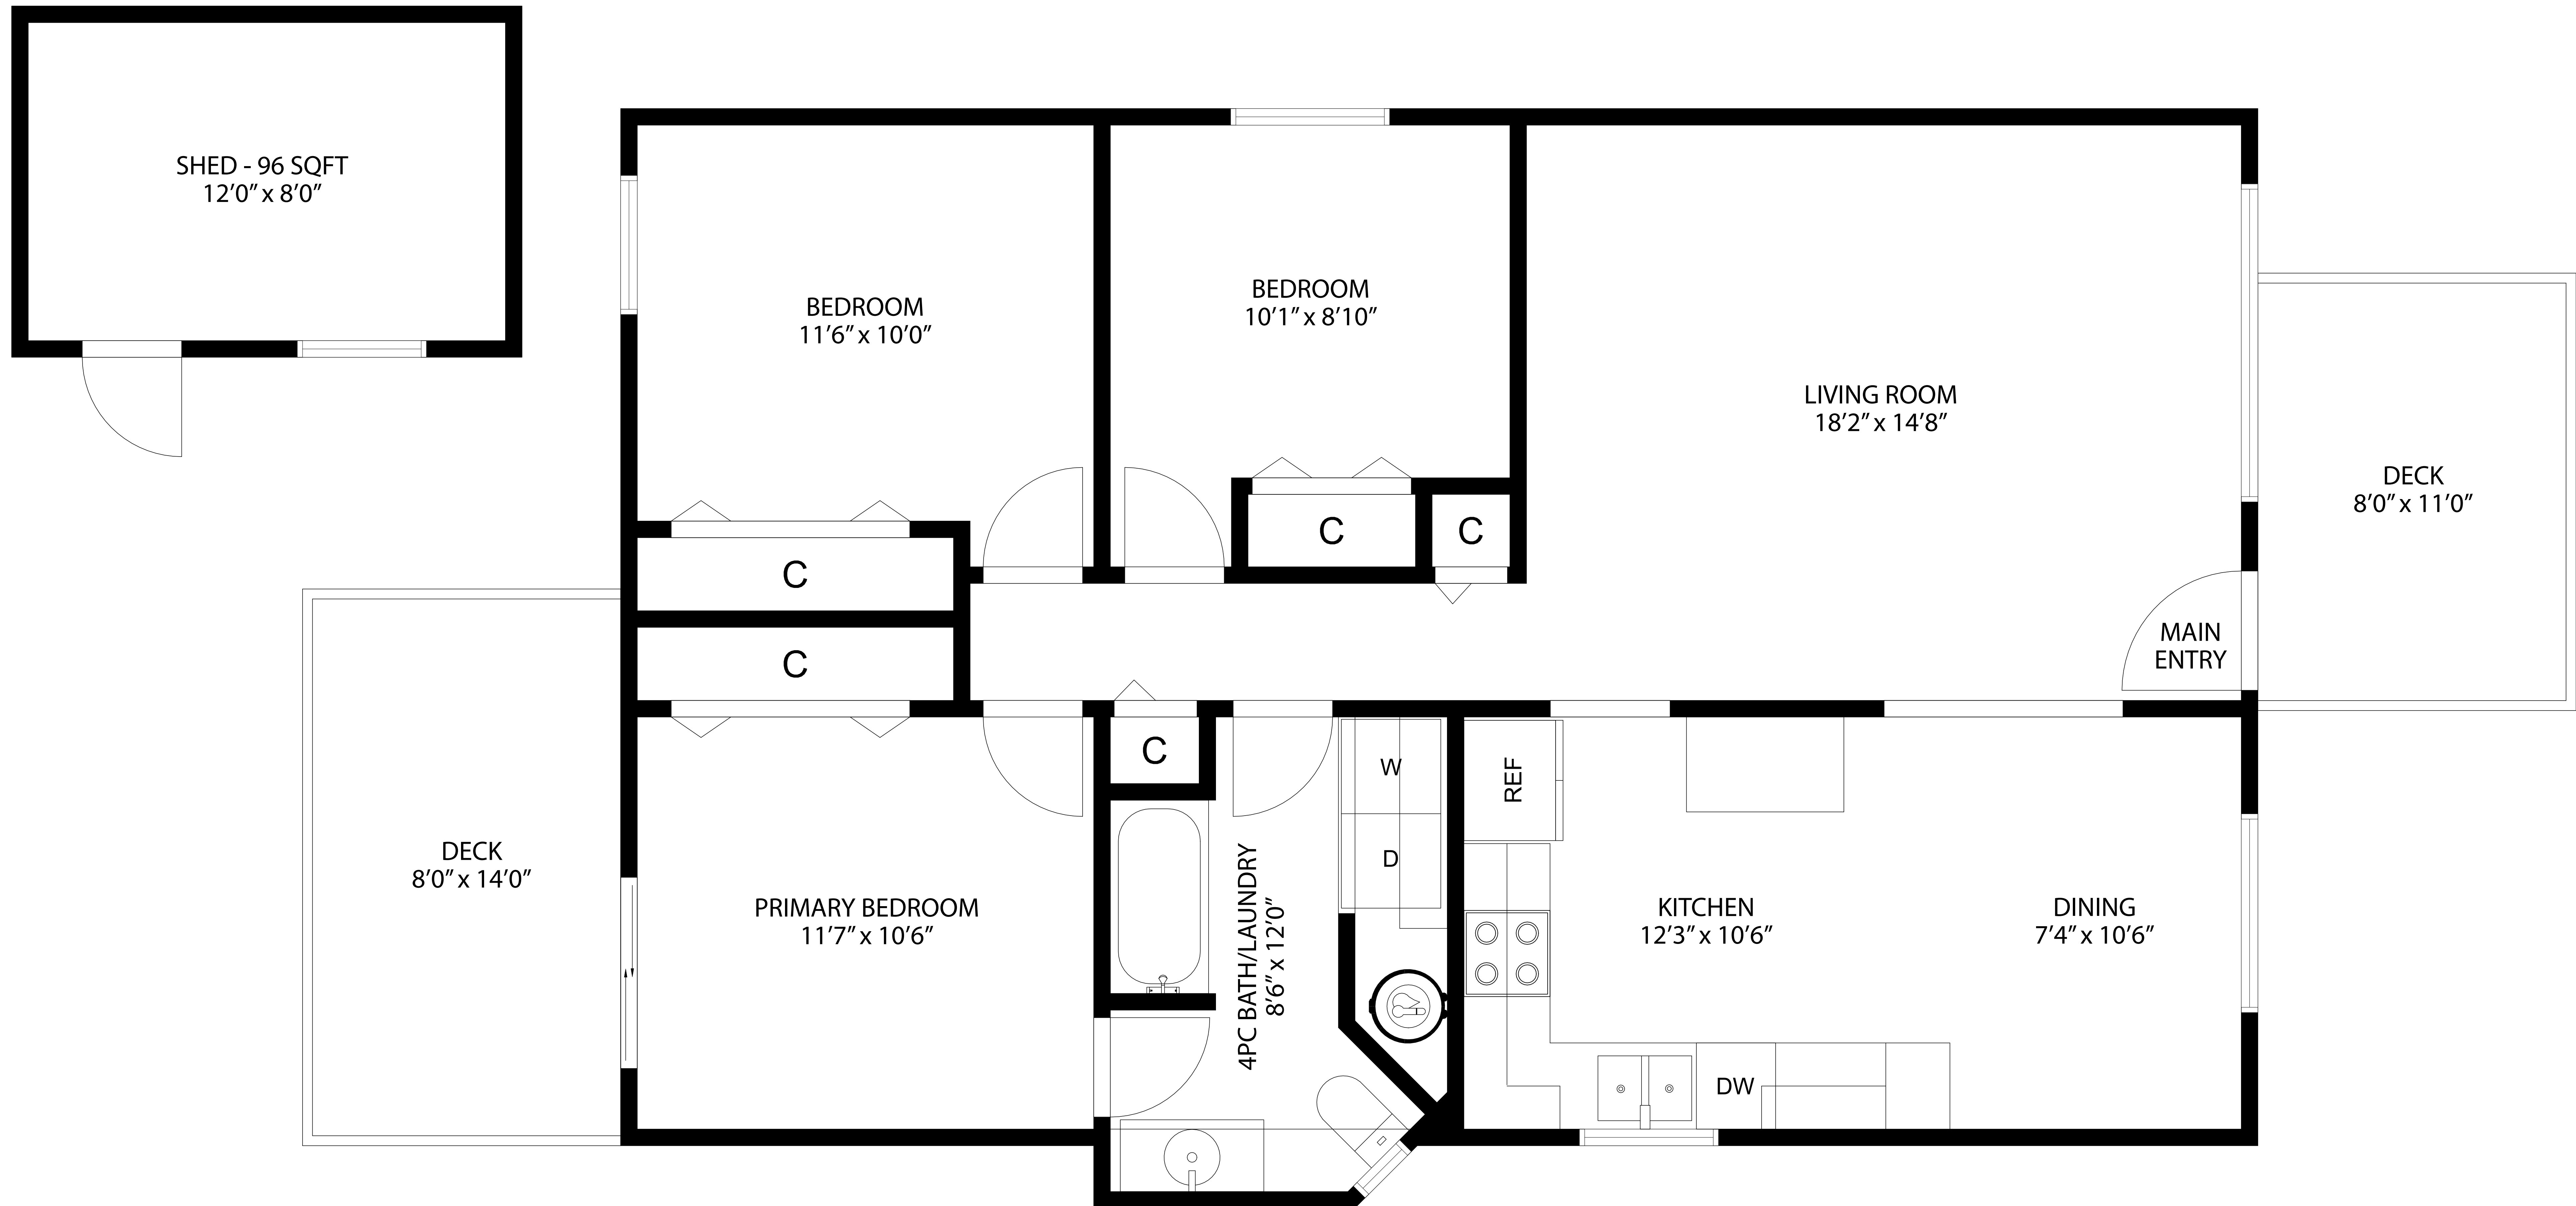 SHED - 96 SQFT
12'0" x 8'0"
BEDROOM
11'6" x 10'0"
BEDROOM
10'1" x 8'10"
LIVING ROOM
18'2" x 14'8"
DECK
8'0" x 11'0"
C
C
C
C
MAIN
ENTRY
C
W
D
REF
DECK
8'0" x 14'0"
PRIMARY BEDROOM
11'7" x 10'6"
4PC BATH/LAUNDRY
8'6" x 12'0"
KITCHEN
12'3" x 10'6"
DINING
7'4" x 10'6"
DW